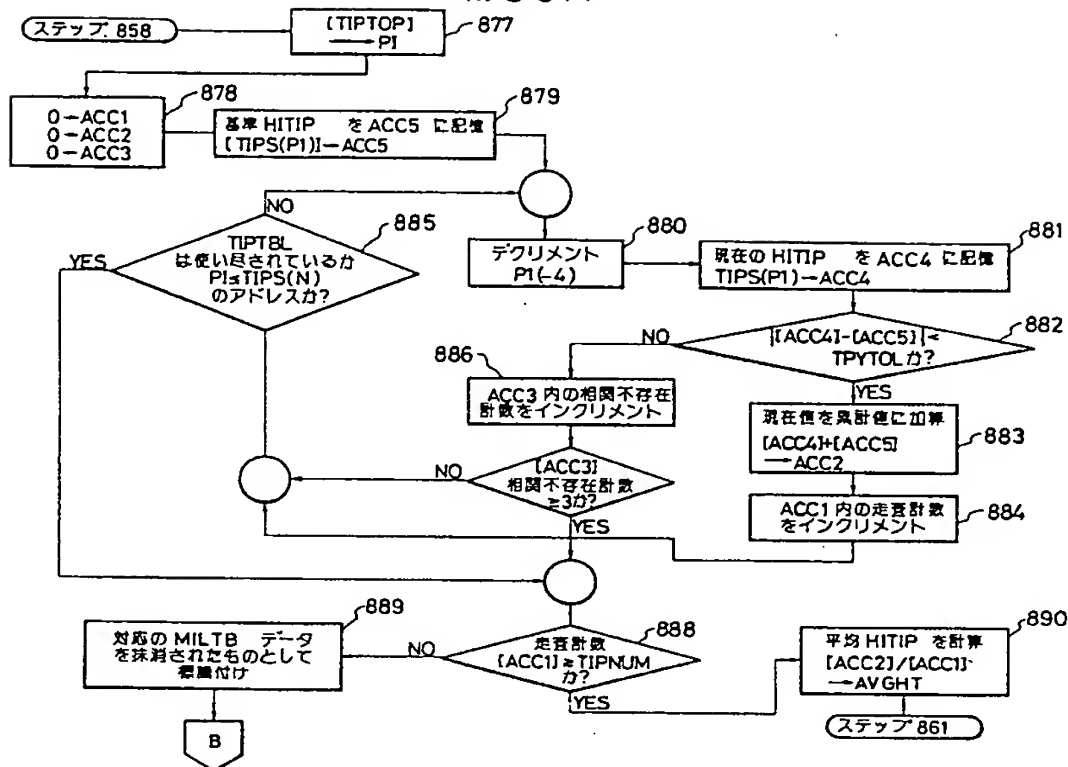 ステップ 858
[TIPTOP]
→PI
877
878
0→ACC1
0→ACC2
0→ACC3
879
基準 HITIP を ACC5 に記憶
[TIPS(P1)]→ACC5
NO
885
YES
TIPTBL
は使い尽されているか
PI≤TIPS(N)
のアドレスか?
880
デクリメント
P1(-4)
881
現在の HITIP を ACC4 に記憶
TIPS(P1)→ACC4
882
|[ACC4]-[ACC5]|<
TPYTOLか?
NO
YES
886
ACC3 内の相関不存在
計数をインクリメント
現在値を累計値に加算
[ACC4]+[ACC5]
→ACC2
883
NO
[ACC3]
相関不存在計数
≥3か?
YES
ACC1 内の走査計数
をインクリメント
884
889
対応の MILTB データ
を抹消されたものとして
標識付け
NO
888
走査計数
[ACC1]≥TIPNUM
か?
YES
890
平均 HITIP を計算
[ACC2]/[ACC1]
→AVGHT
B
ステップ 861